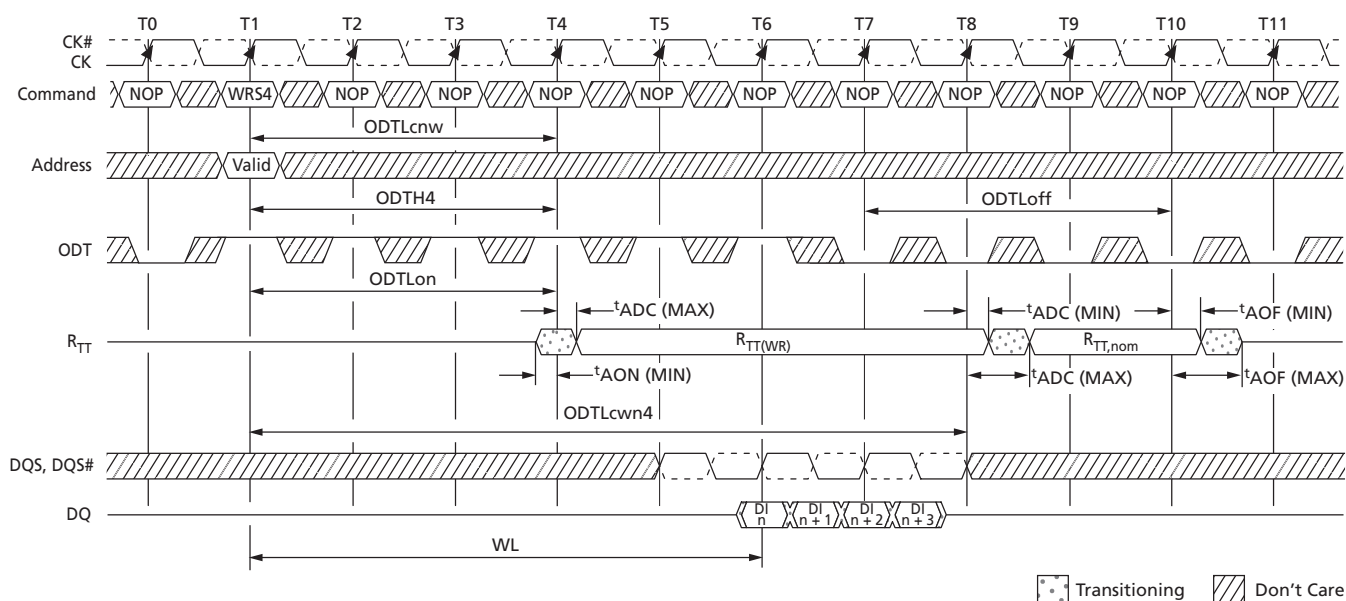 T0 T1 T2 T3 T4 T5 T6 T7 T8 T9 T10 T11
CK#
CK
Command NOP WRS4 NOP NOP NOP NOP NOP NOP NOP NOP NOP NOP
ODTLcnw
Address Valid
ODTH4 ODTLoff
ODT
ODTLon
tADC (MAX) tADC (MIN) tAOF (MIN)
RTT RTT(WR) RTT,nom
tAON (MIN) tADC (MAX) tAOF (MAX)
ODTLcwn4
DQS, DQS#
DQ DI n DI n + 1 DI n + 2 DI n + 3
WL
Transitioning Don't Care